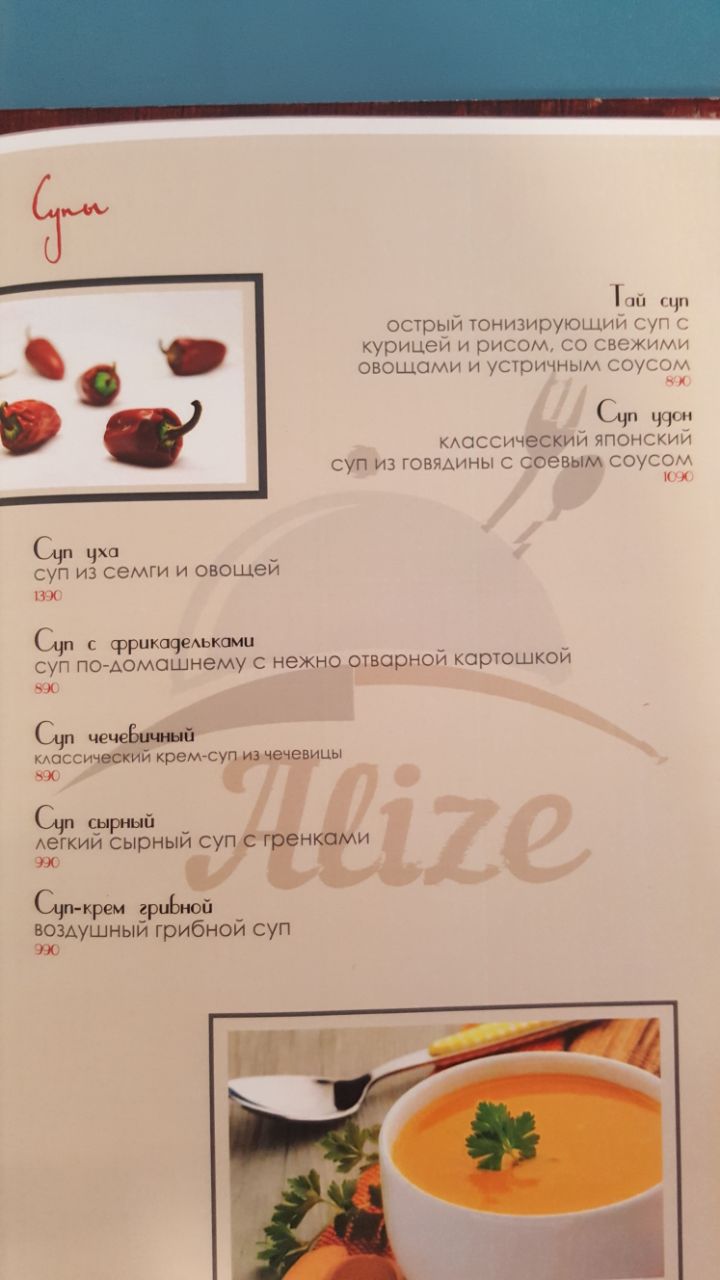 Супы
Тай суп
острый тонизирующий суп с
курицей и рисом, со свежими
овощами и устричным соусом
890
Суп удон
классический японский
суп из говядины с соевым соусом
1090
Суп уха
суп из семги и овощей
1390
Суп с фрикадельками
суп по-домашнему с нежно отварной картошкой
890
Суп чечевичный
классический крем-суп из чечевицы
890
Суп сырный
легкий сырный суп с гренками
990
Суп-крем грибной
воздушный грибной суп
990
Alize